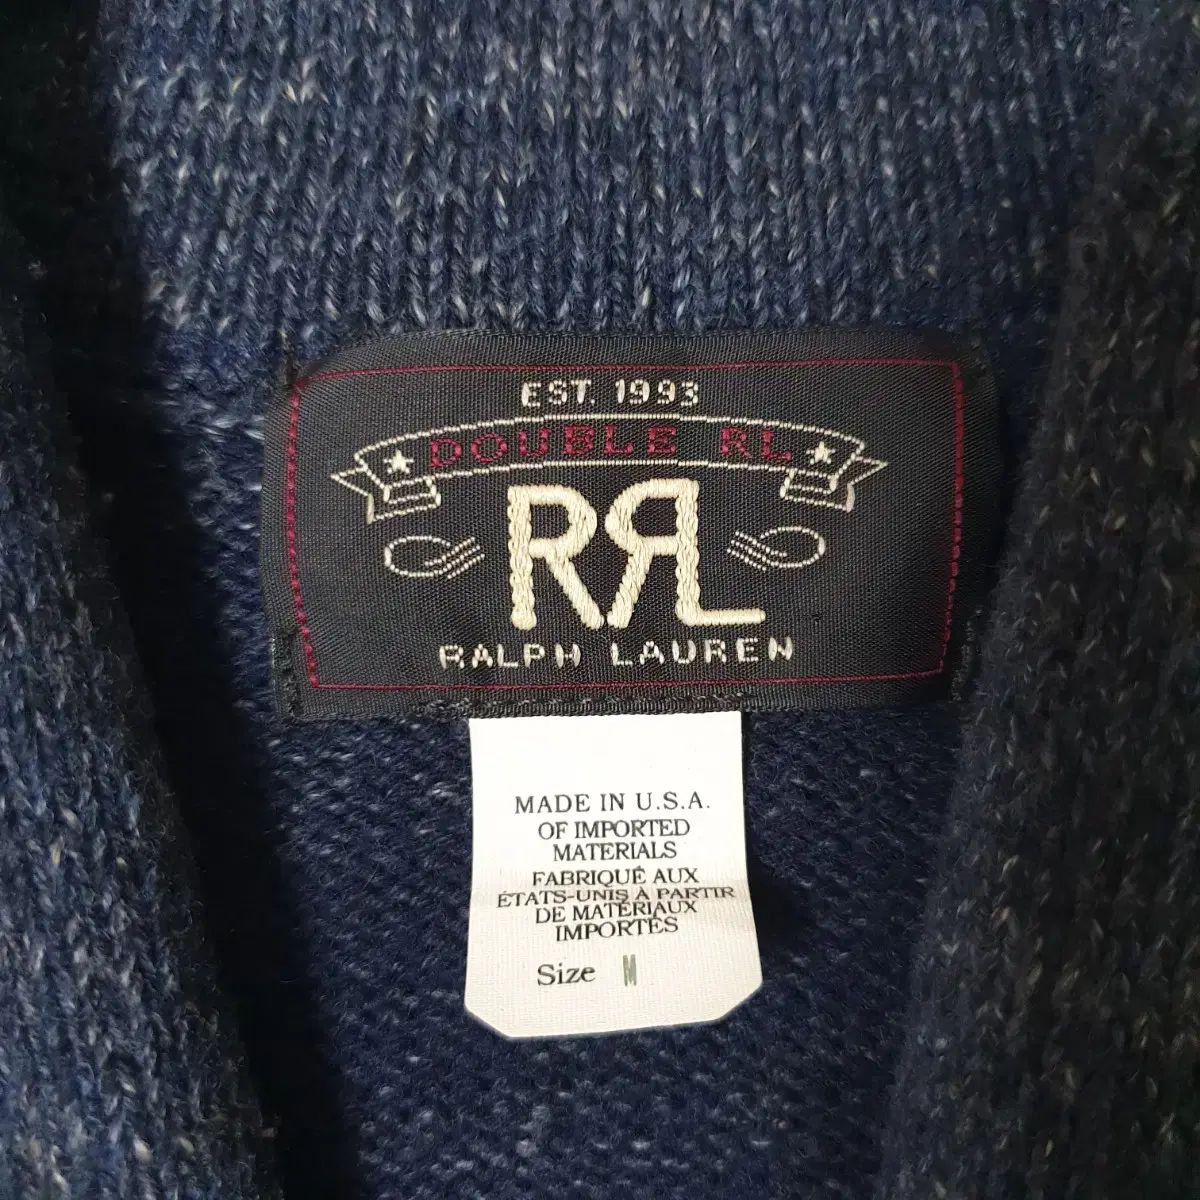 EST. 1993
DOUBLE RL
RRL
RALPH LAUREN
MADE IN U.S.A.
OF IMPORTED
MATERIALS
FABRIQUÉ AUX
ÉTATS-UNIS À PARTIR
DE MATÉRIAUX
IMPORTÉS
Size M